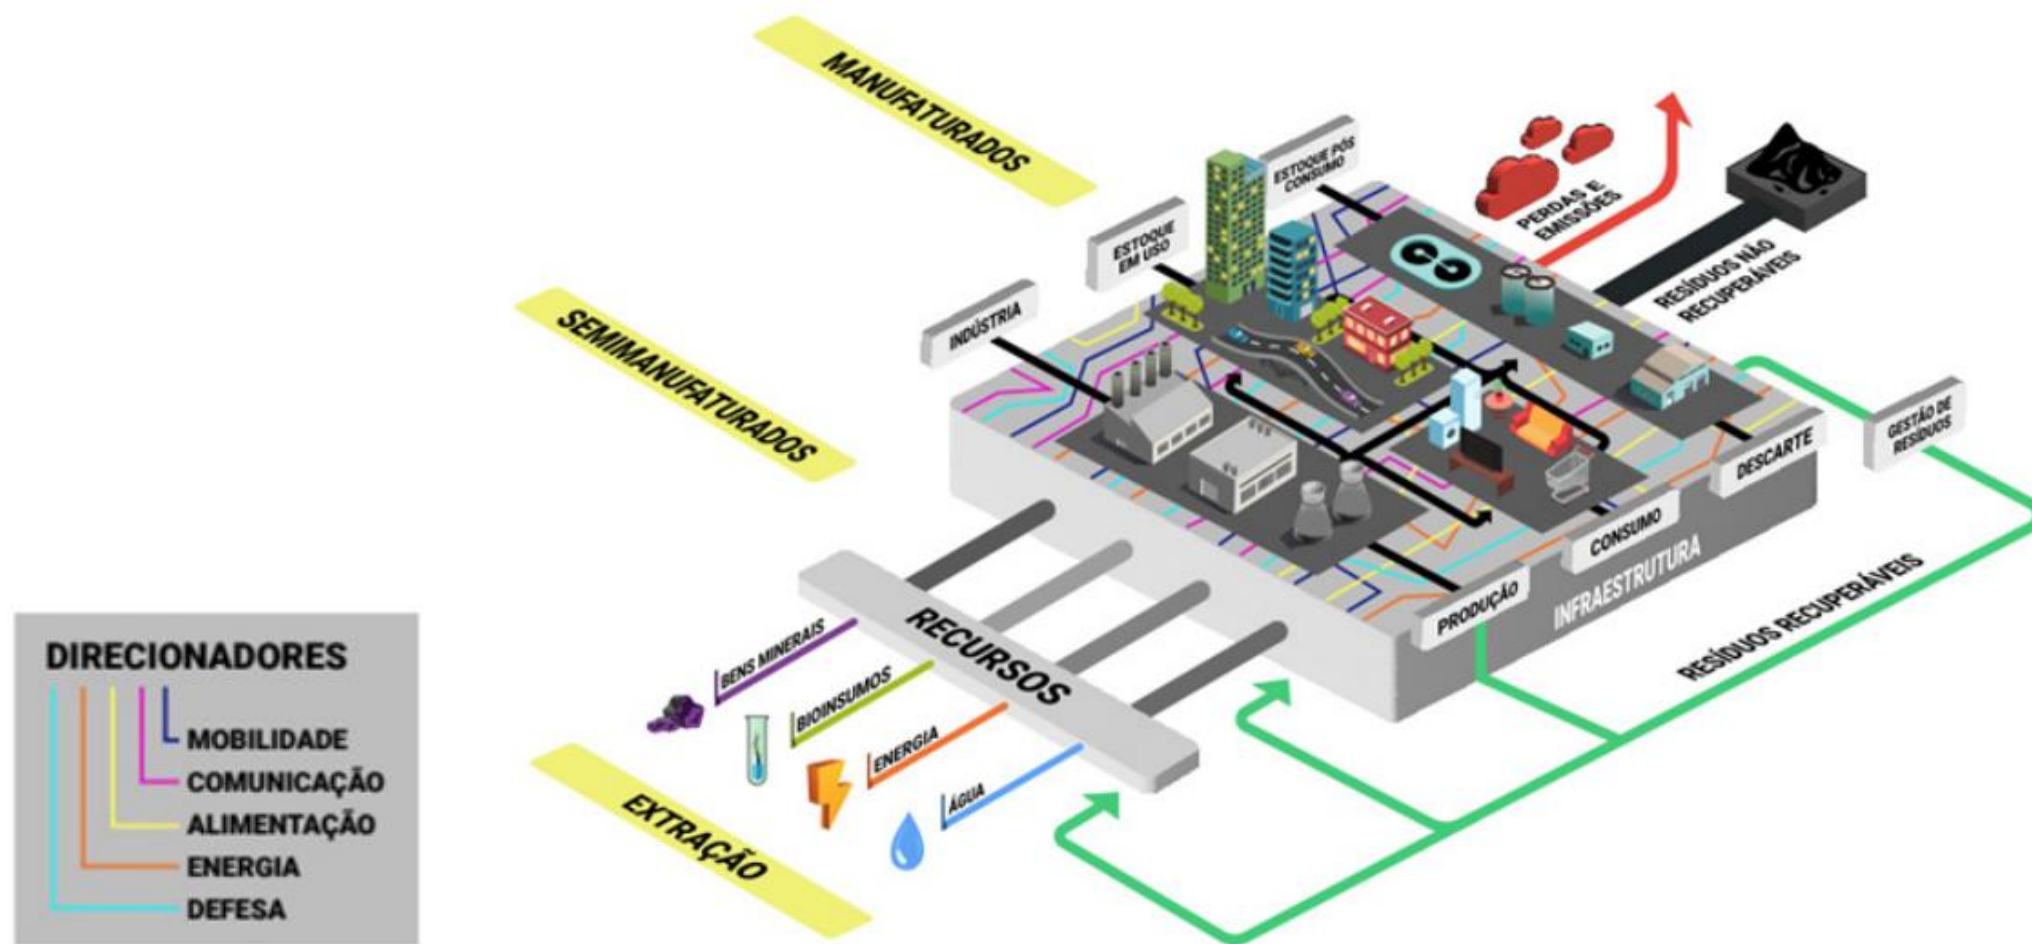 MANUFATURADOS
ESTOQUE PÓS
CONSUMO
PERDAS E
EMISSÕES
RESÍDUOS NÃO
RECUPERÁVEIS
ESTOQUE
EM USO
INDÚSTRIA
SEMIMANUFATURADOS
GESTÃO DE
RESÍDUOS
DESCARTE
CONSUMO
INFRAESTRUTURA
PRODUÇÃO
RESÍDUOS RECUPERÁVEIS
RECURSOS
BENS MINERAIS
BIOINSUMOS
ENERGIA
ÁGUA
EXTRAÇÃO
DIRECIONADORES
MOBILIDADE
COMUNICAÇÃO
ALIMENTAÇÃO
ENERGIA
DEFESA